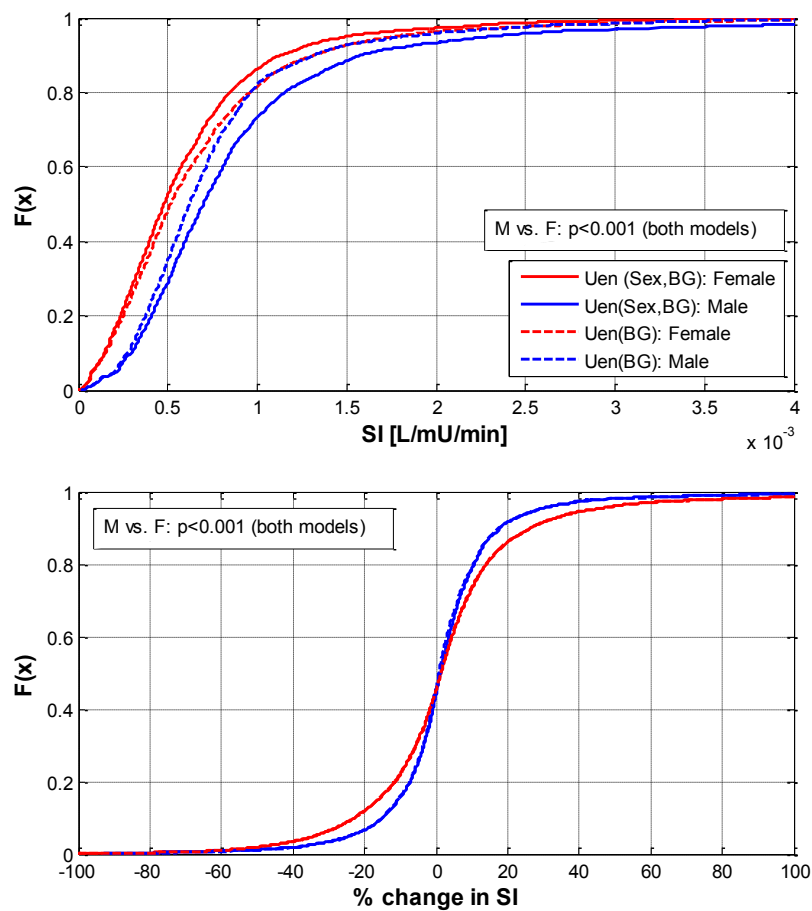 1
0.8
0.6
0.4
0.2
0
F(x)
M vs. F: p<0.001 (both models)
Uen (Sex,BG): Female
Uen(Sex,BG): Male
Uen(BG): Female
Uen(BG): Male
0 0.5 1 1.5 2 2.5 3 3.5 4
SI [L/mU/min]
x 10⁻³
1
0.8
0.6
0.4
0.2
0
F(x)
M vs. F: p<0.001 (both models)
-100 -80 -60 -40 -20 0 20 40 60 80 100
% change in SI